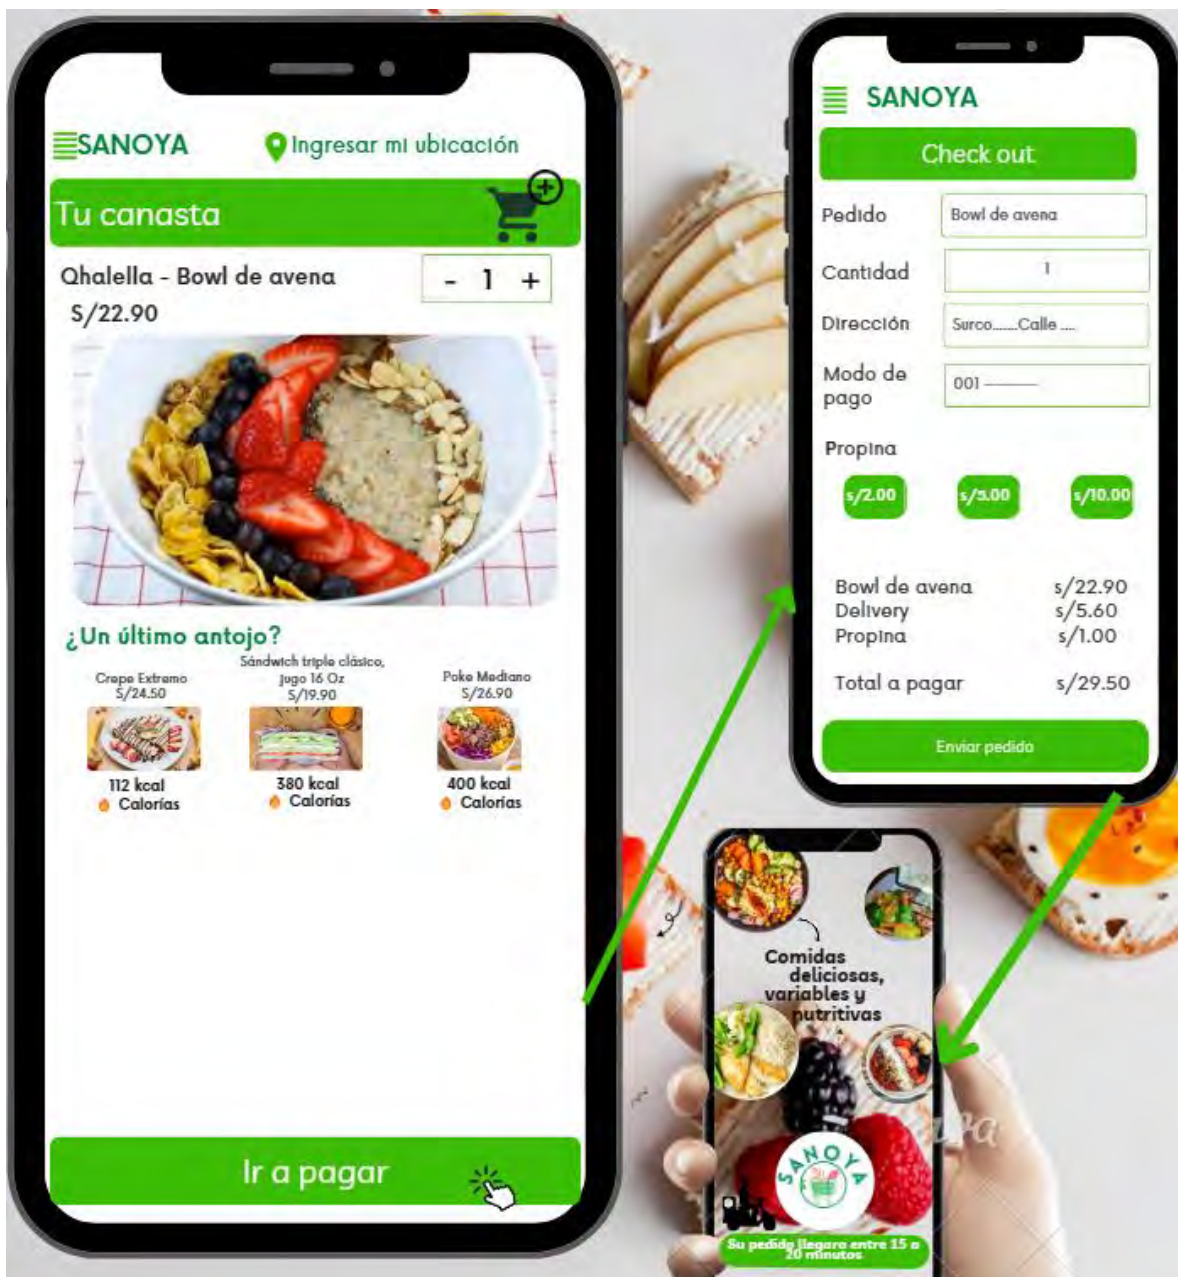 SANOYA
Ingresar mi ubicación
Tu canasta
Qhalella - Bowl de avena
- 1 +
S/22.90
¿Un último antojo?
Crepe Extremo
S/24.50
112 kcal
Calorías
Sándwich triple clásico,
jugo 16 Oz
S/19.90
380 kcal
Calorías
Poke Mediano
S/26.90
400 kcal
Calorías
Ir a pagar
SANOYA
Check out
Pedido
Bowl de avena
Cantidad
1
Dirección
Surco.......Calle ....
Modo de
pago
001 ———
Propina
s/2.00
s/5.00
s/10.00
Bowl de avena s/22.90
Delivery s/5.60
Propina s/1.00
Total a pagar s/29.50
Enviar pedido
Comidas
deliciosas,
variables y
nutritivas
SANOYA
Su pedido llegara entre 15 a
20 minutos